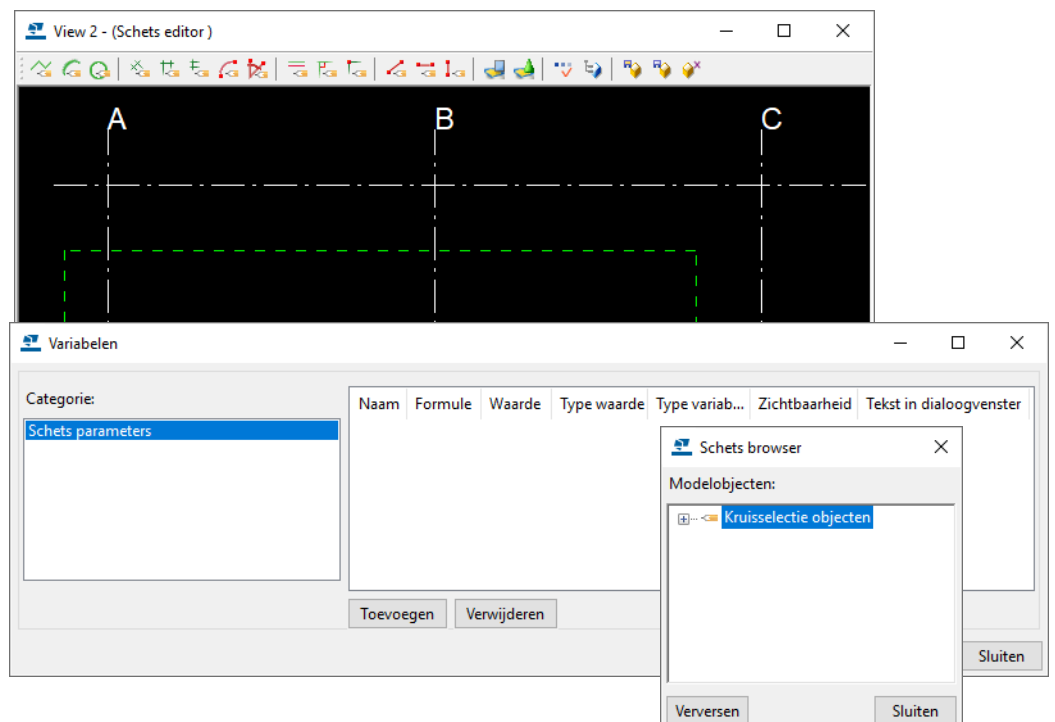 View 2 - (Schets editor )
A B C
Variabelen
Categorie:
Schets parameters
Naam Formule Waarde Type waarde Type variab... Zichtbaarheid Tekst in dialoogvenster
Schets browser
Modelobjecten:
Kruisselectie objecten
Toevoegen Verwijderen
Sluiten
Verversen Sluiten